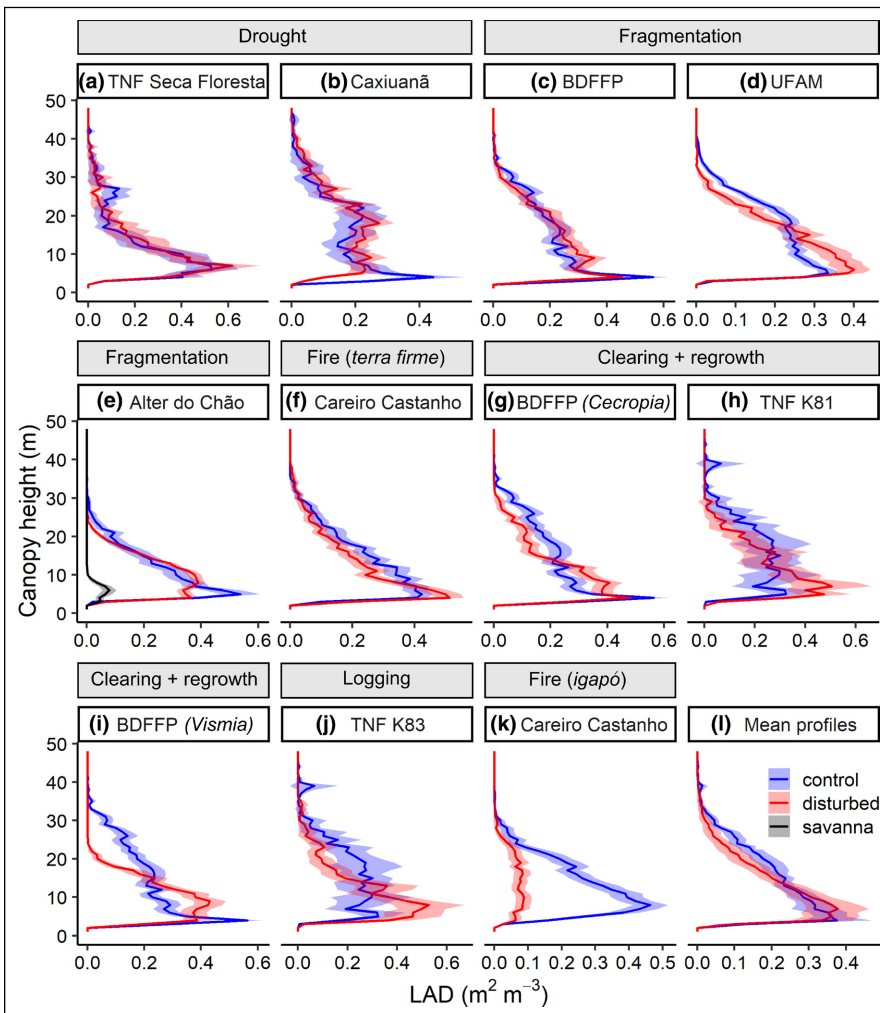 Drought Fragmentation
(a) TNF Seca Floresta (b) Caxiuanã (c) BDFFP (d) UFAM
50
40
30
20
10
0
0.0 0.2 0.4 0.6 0.0 0.2 0.4 0.0 0.2 0.4 0.6 0.0 0.1 0.2 0.3 0.4
Fragmentation Fire (terra firme) Clearing + regrowth
(e) Alter do Chão (f) Careiro Castanho (g) BDFFP (Cecropia) (h) TNF K81
Canopy height (m)
50
40
30
20
10
0
0.0 0.2 0.4 0.6 0.0 0.2 0.4 0.0 0.2 0.4 0.6 0.0 0.2 0.4 0.6
Clearing + regrowth Logging Fire (igapó)
(i) BDFFP (Vismia) (j) TNF K83 (k) Careiro Castanho (l) Mean profiles
50
40
30
20
10
0
control
disturbed
savanna
0.0 0.2 0.4 0.6 0.0 0.2 0.4 0.6 0.0 0.1 0.2 0.3 0.4 0.5 0.0 0.1 0.2 0.3 0.4
LAD (m² m⁻³)